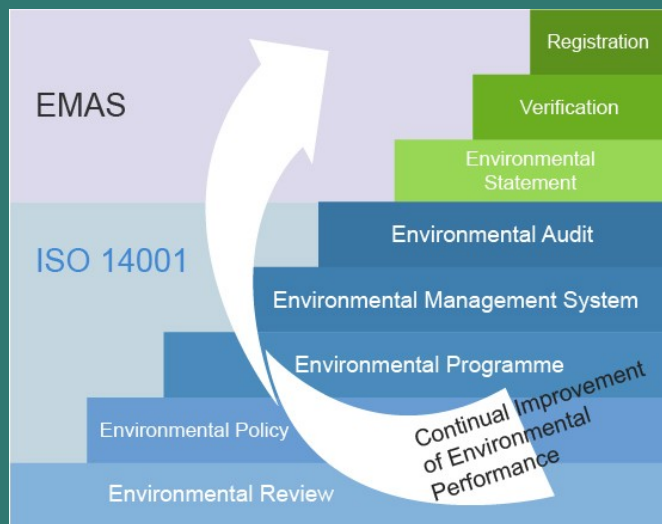 Registration
EMAS
Verification
Environmental
Statement
Environmental Audit
ISO 14001
Environmental Management System
Environmental Programme
Environmental Policy
Continual Improvement
of Environmental
Performance
Environmental Review